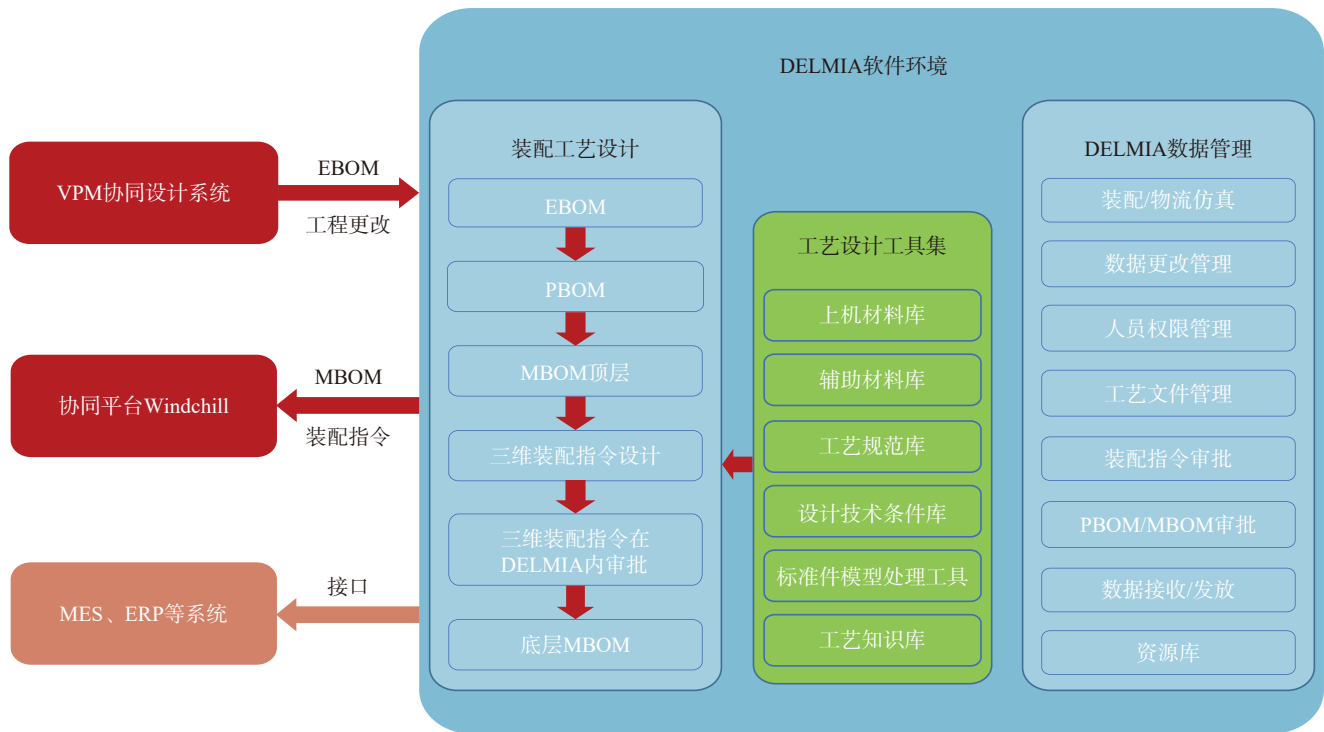 DELMIA软件环境
VPM协同设计系统
EBOM
工程更改
协同平台Windchill
MBOM
装配指令
MES、ERP等系统
接口
装配工艺设计
EBOM
PBOM
MBOM顶层
三维装配指令设计
三维装配指令在
DELMIA内审批
底层MBOM
工艺设计工具集
上机材料库
辅助材料库
工艺规范库
设计技术条件库
标准件模型处理工具
工艺知识库
DELMIA数据管理
装配/物流仿真
数据更改管理
人员权限管理
工艺文件管理
装配指令审批
PBOM/MBOM审批
数据接收/发放
资源库